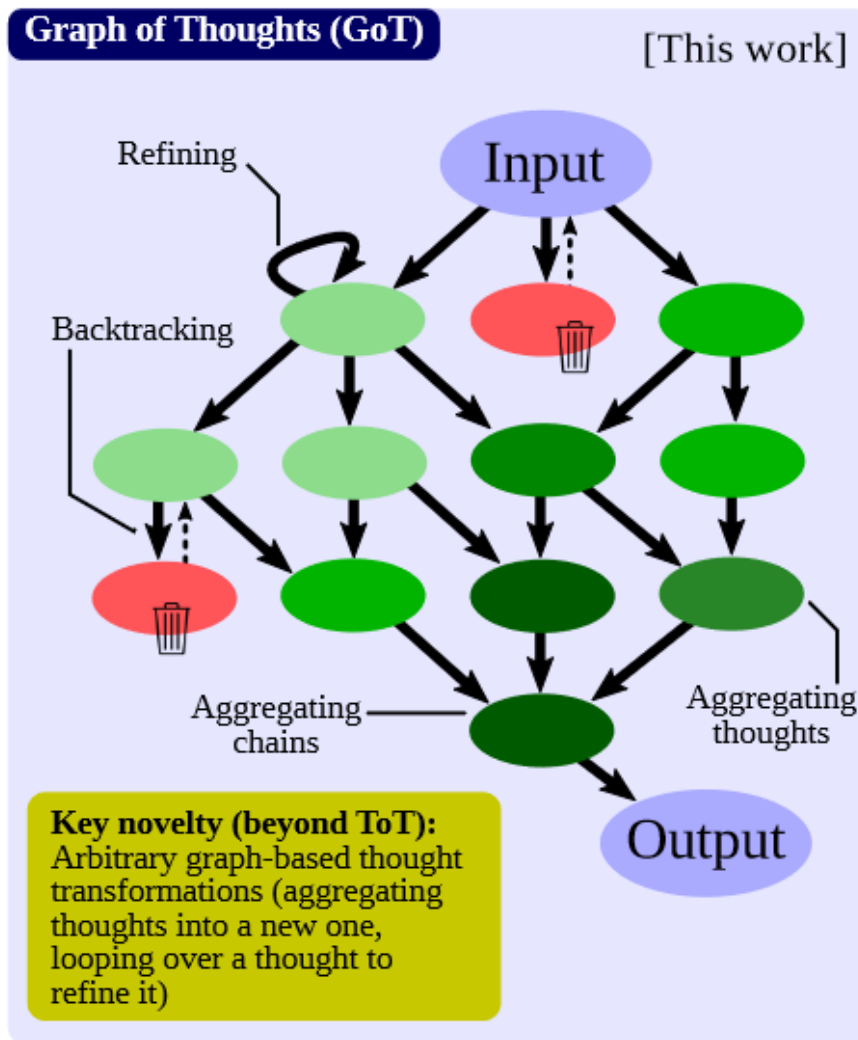 Graph of Thoughts (GoT)
[This work]
Refining
Input
Backtracking
Aggregating
chains
Aggregating
thoughts
Key novelty (beyond ToT):
Arbitrary graph-based thought
transformations (aggregating
thoughts into a new one,
looping over a thought to
refine it)
Output